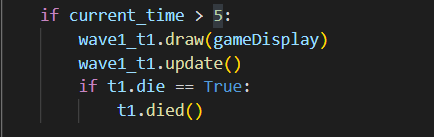 if current_time > 5:
    wave1_t1.draw(gameDisplay)
    wave1_t1.update()
    if t1.die == True:
        t1.died()